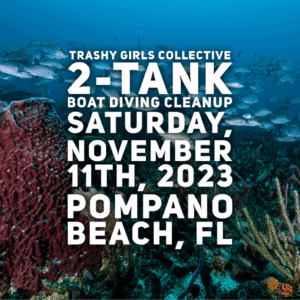 TRASHY GIRLS COLLECTIVE
2-TANK
BOAT DIVING CLEANUP
SATURDAY,
NOVEMBER
11TH, 2023
POMPANO
BEACH, FL